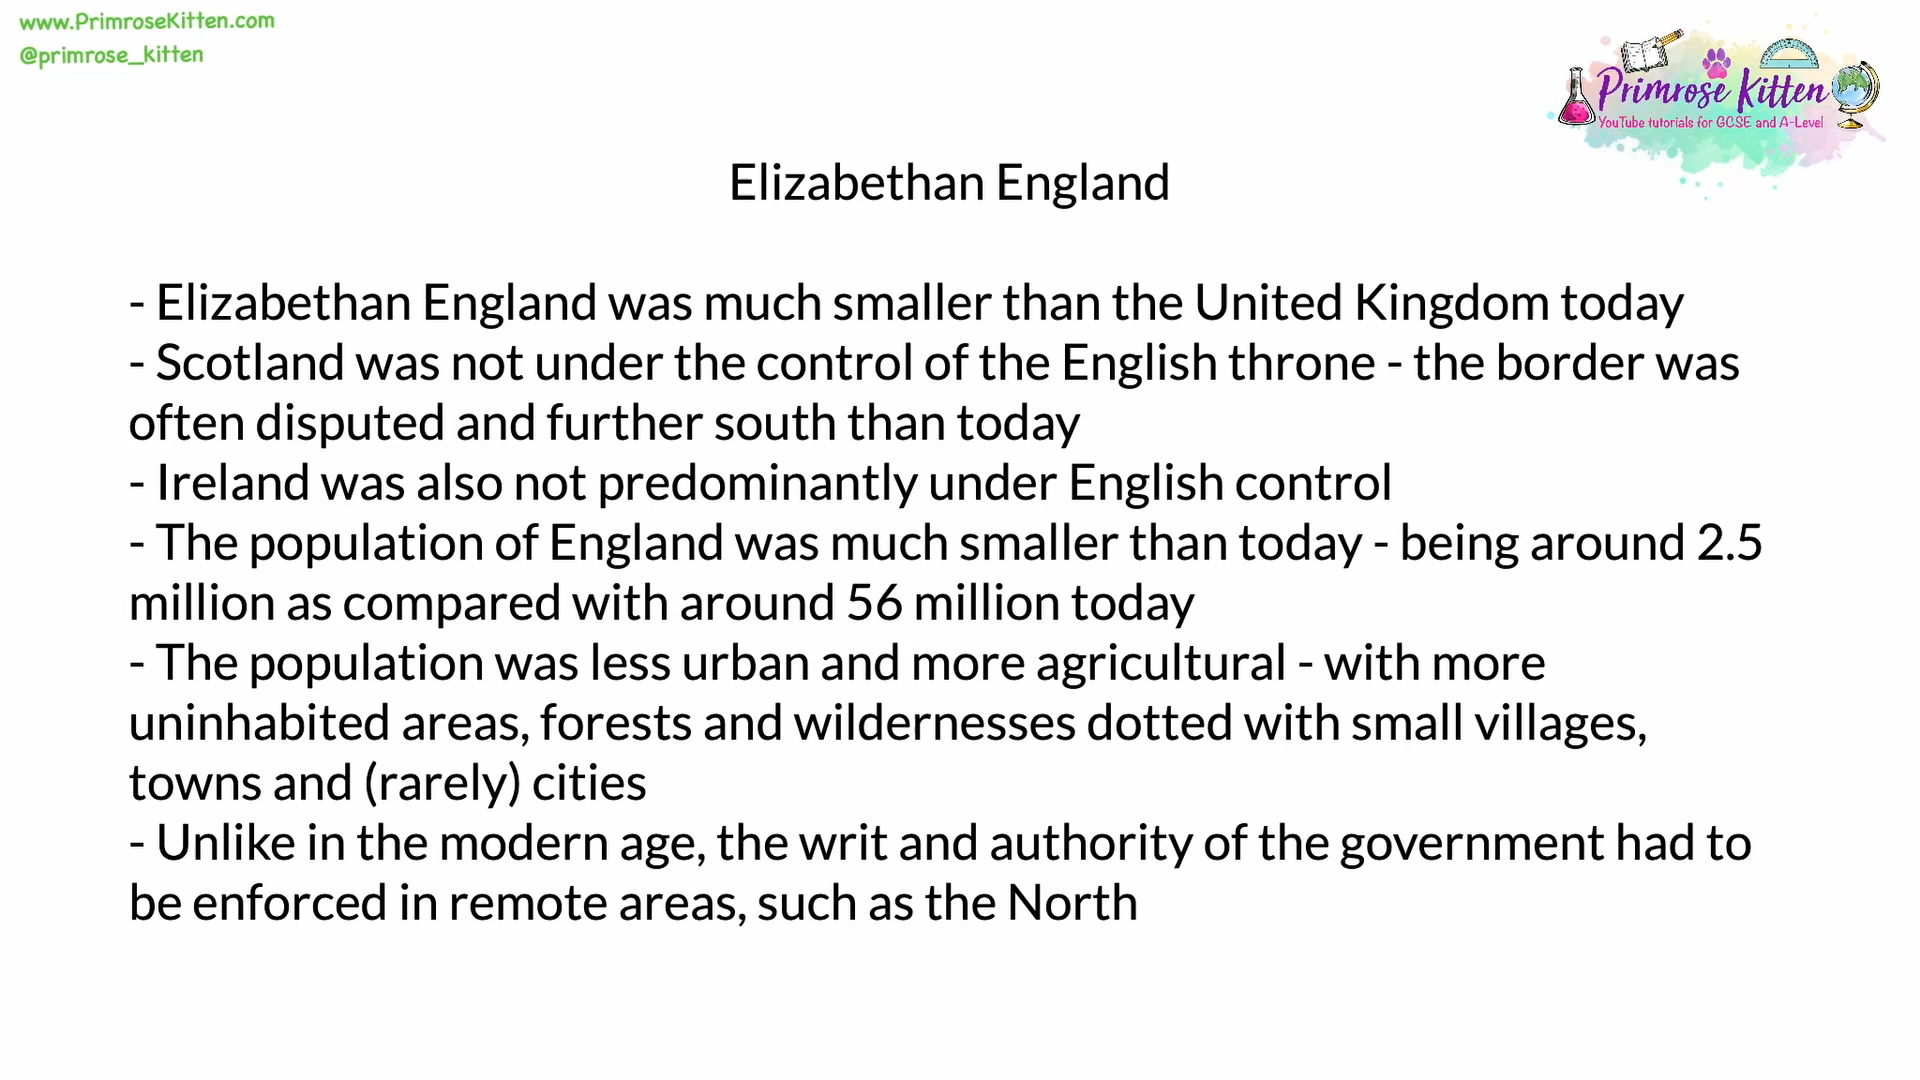 www.PrimroseKitten.com
@primrose_kitten
Primrose Kitten
YouTube tutorials for GCSE and A-Level
Elizabethan England
- Elizabethan England was much smaller than the United Kingdom today
- Scotland was not under the control of the English throne - the border was
often disputed and further south than today
- Ireland was also not predominantly under English control
- The population of England was much smaller than today - being around 2.5
million as compared with around 56 million today
- The population was less urban and more agricultural - with more
uninhabited areas, forests and wildernesses dotted with small villages,
towns and (rarely) cities
- Unlike in the modern age, the writ and authority of the government had to
be enforced in remote areas, such as the North